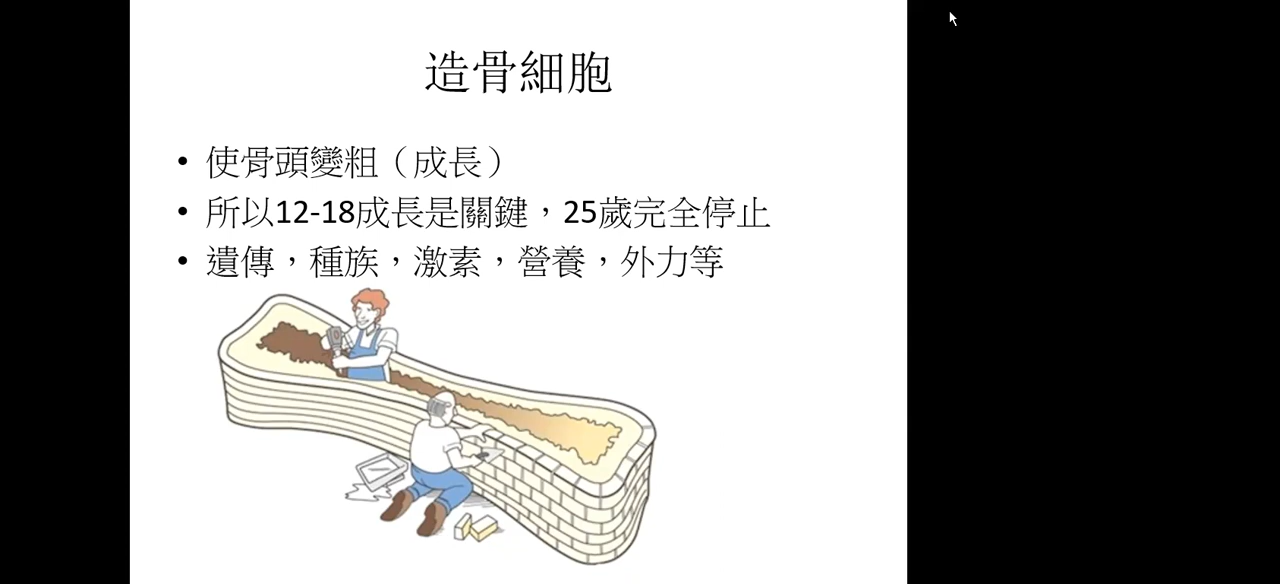 造骨細胞
• 使骨頭變粗（成長）
• 所以12-18成長是關鍵，25歲完全停止
• 遺傳，種族，激素，營養，外力等